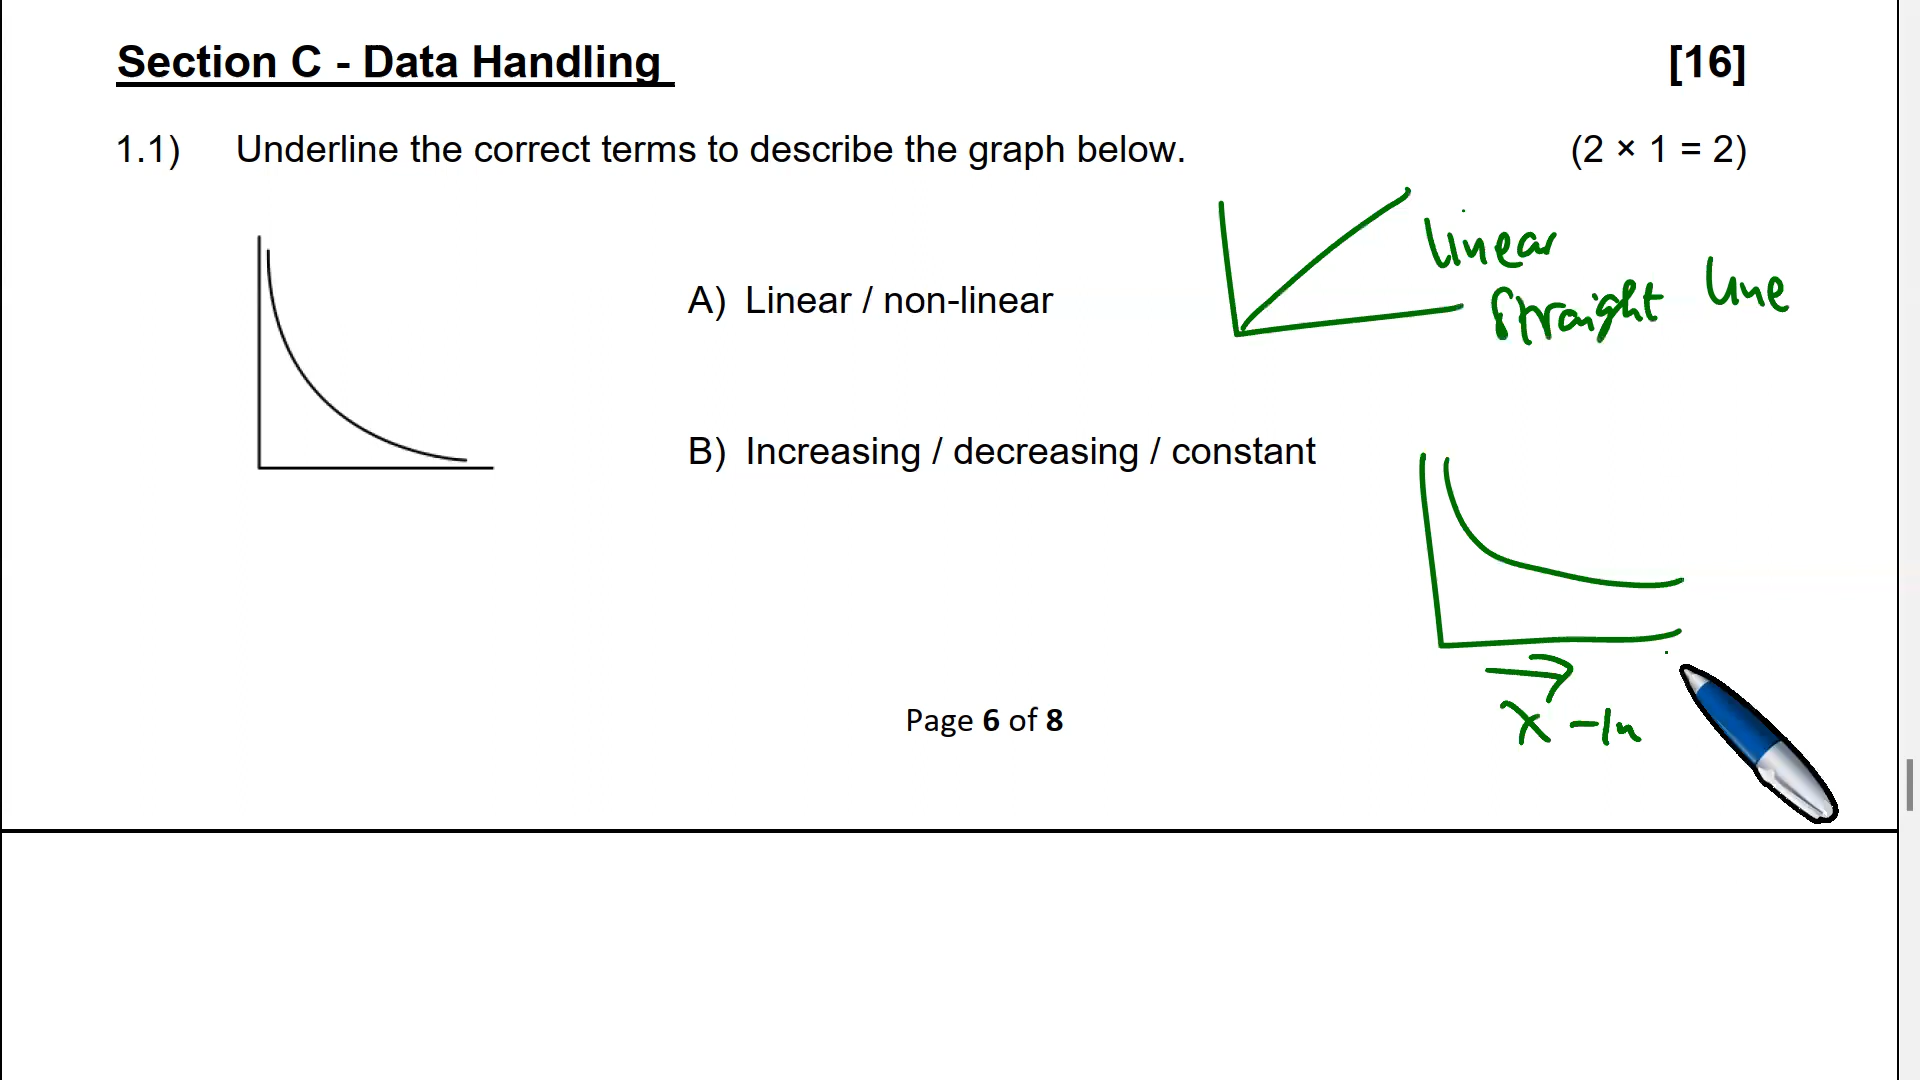 Section C - Data Handling [16]
1.1) Underline the correct terms to describe the graph below. (2 × 1 = 2)
Linear
Straight Line
A) Linear / non-linear
B) Increasing / decreasing / constant
x - In
Page 6 of 8